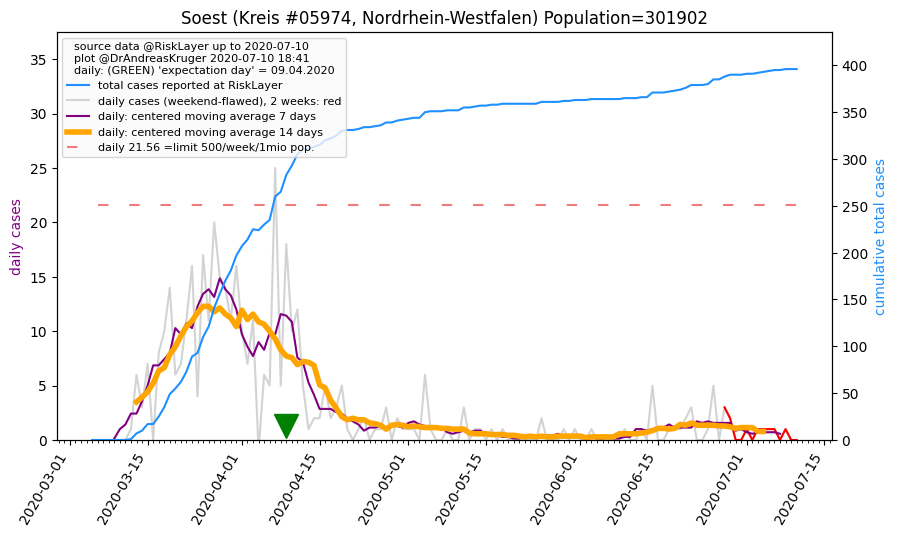 Soest (Kreis #05974, Nordrhein-Westfalen) Population=301902
source data @RiskLayer up to 2020-07-10
plot @DrAndreasKruger 2020-07-10 18:41
daily: (GREEN) 'expectation day' = 09.04.2020
total cases reported at RiskLayer
daily cases (weekend-flawed), 2 weeks: red
daily: centered moving average 7 days
daily: centered moving average 14 days
daily 21.56 =limit 500/week/1mio pop.
daily cases
35
30
25
20
15
10
5
0
cumulative total cases
400
350
300
250
200
150
100
50
0
2020-03-01
2020-03-15
2020-04-01
2020-04-15
2020-05-01
2020-05-15
2020-06-01
2020-06-15
2020-07-01
2020-07-15